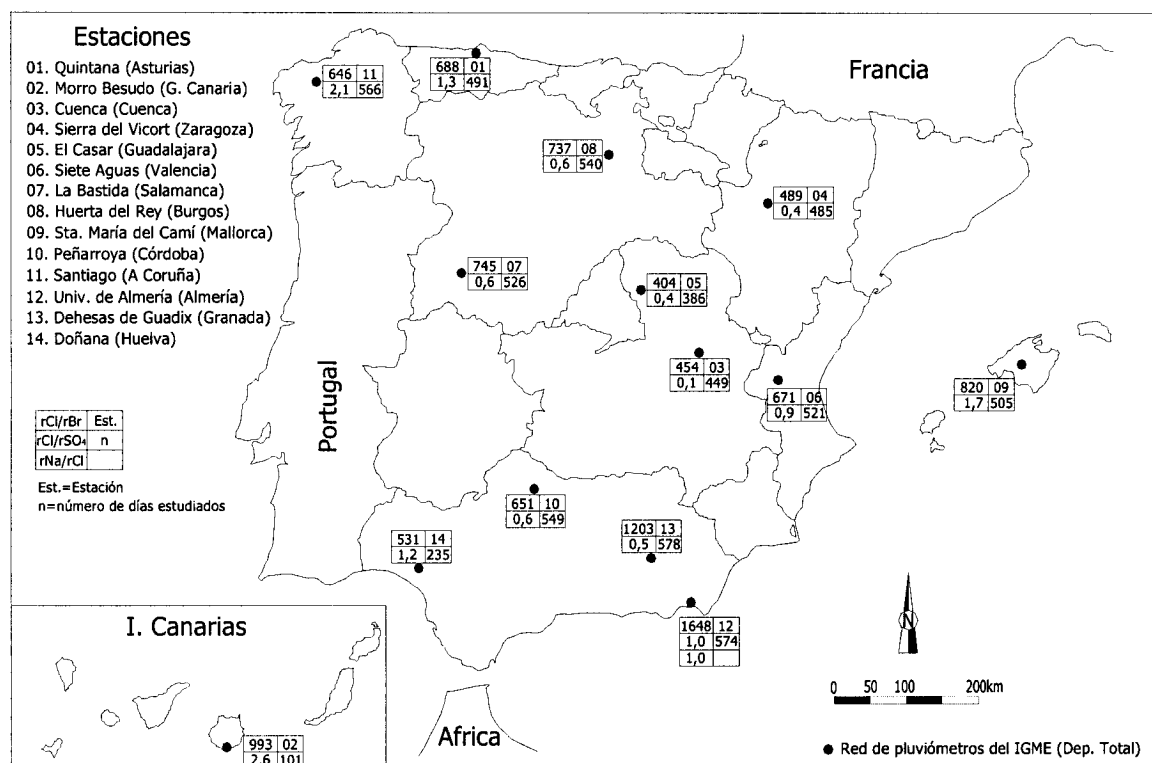 Estaciones
01. Quintana (Asturias)
02. Morro Besudo (G. Canaria)
03. Cuenca (Cuenca)
04. Sierra del Vicort (Zaragoza)
05. El Casar (Guadalajara)
06. Siete Aguas (Valencia)
07. La Bastida (Salamanca)
08. Huerta del Rey (Burgos)
09. Sta. María del Camí (Mallorca)
10. Peñarroya (Córdoba)
11. Santiago (A Coruña)
12. Univ. de Almería (Almería)
13. Dehesas de Guadix (Granada)
14. Doñana (Huelva)
rCl/rBr Est.
rCl/rSO₄ n
rNa/rCl
Est.=Estación
n=número de días estudiados
646 11
2,1 566
688 01
1,3 491
Francia
737 08
0,6 540
489 04
0,4 485
745 07
0,6 526
404 05
0,4 386
454 03
0,1 449
671 06
0,9 521
820 09
1,7 505
Portugal
651 10
0,6 549
531 14
1,2 235
1203 13
0,5 578
1648 12
1,0 574
1,0
I. Canarias
993 02
2,6 101
Africa
N
0 50 100 200km
Red de pluviómetros del IGME (Dep. Total)